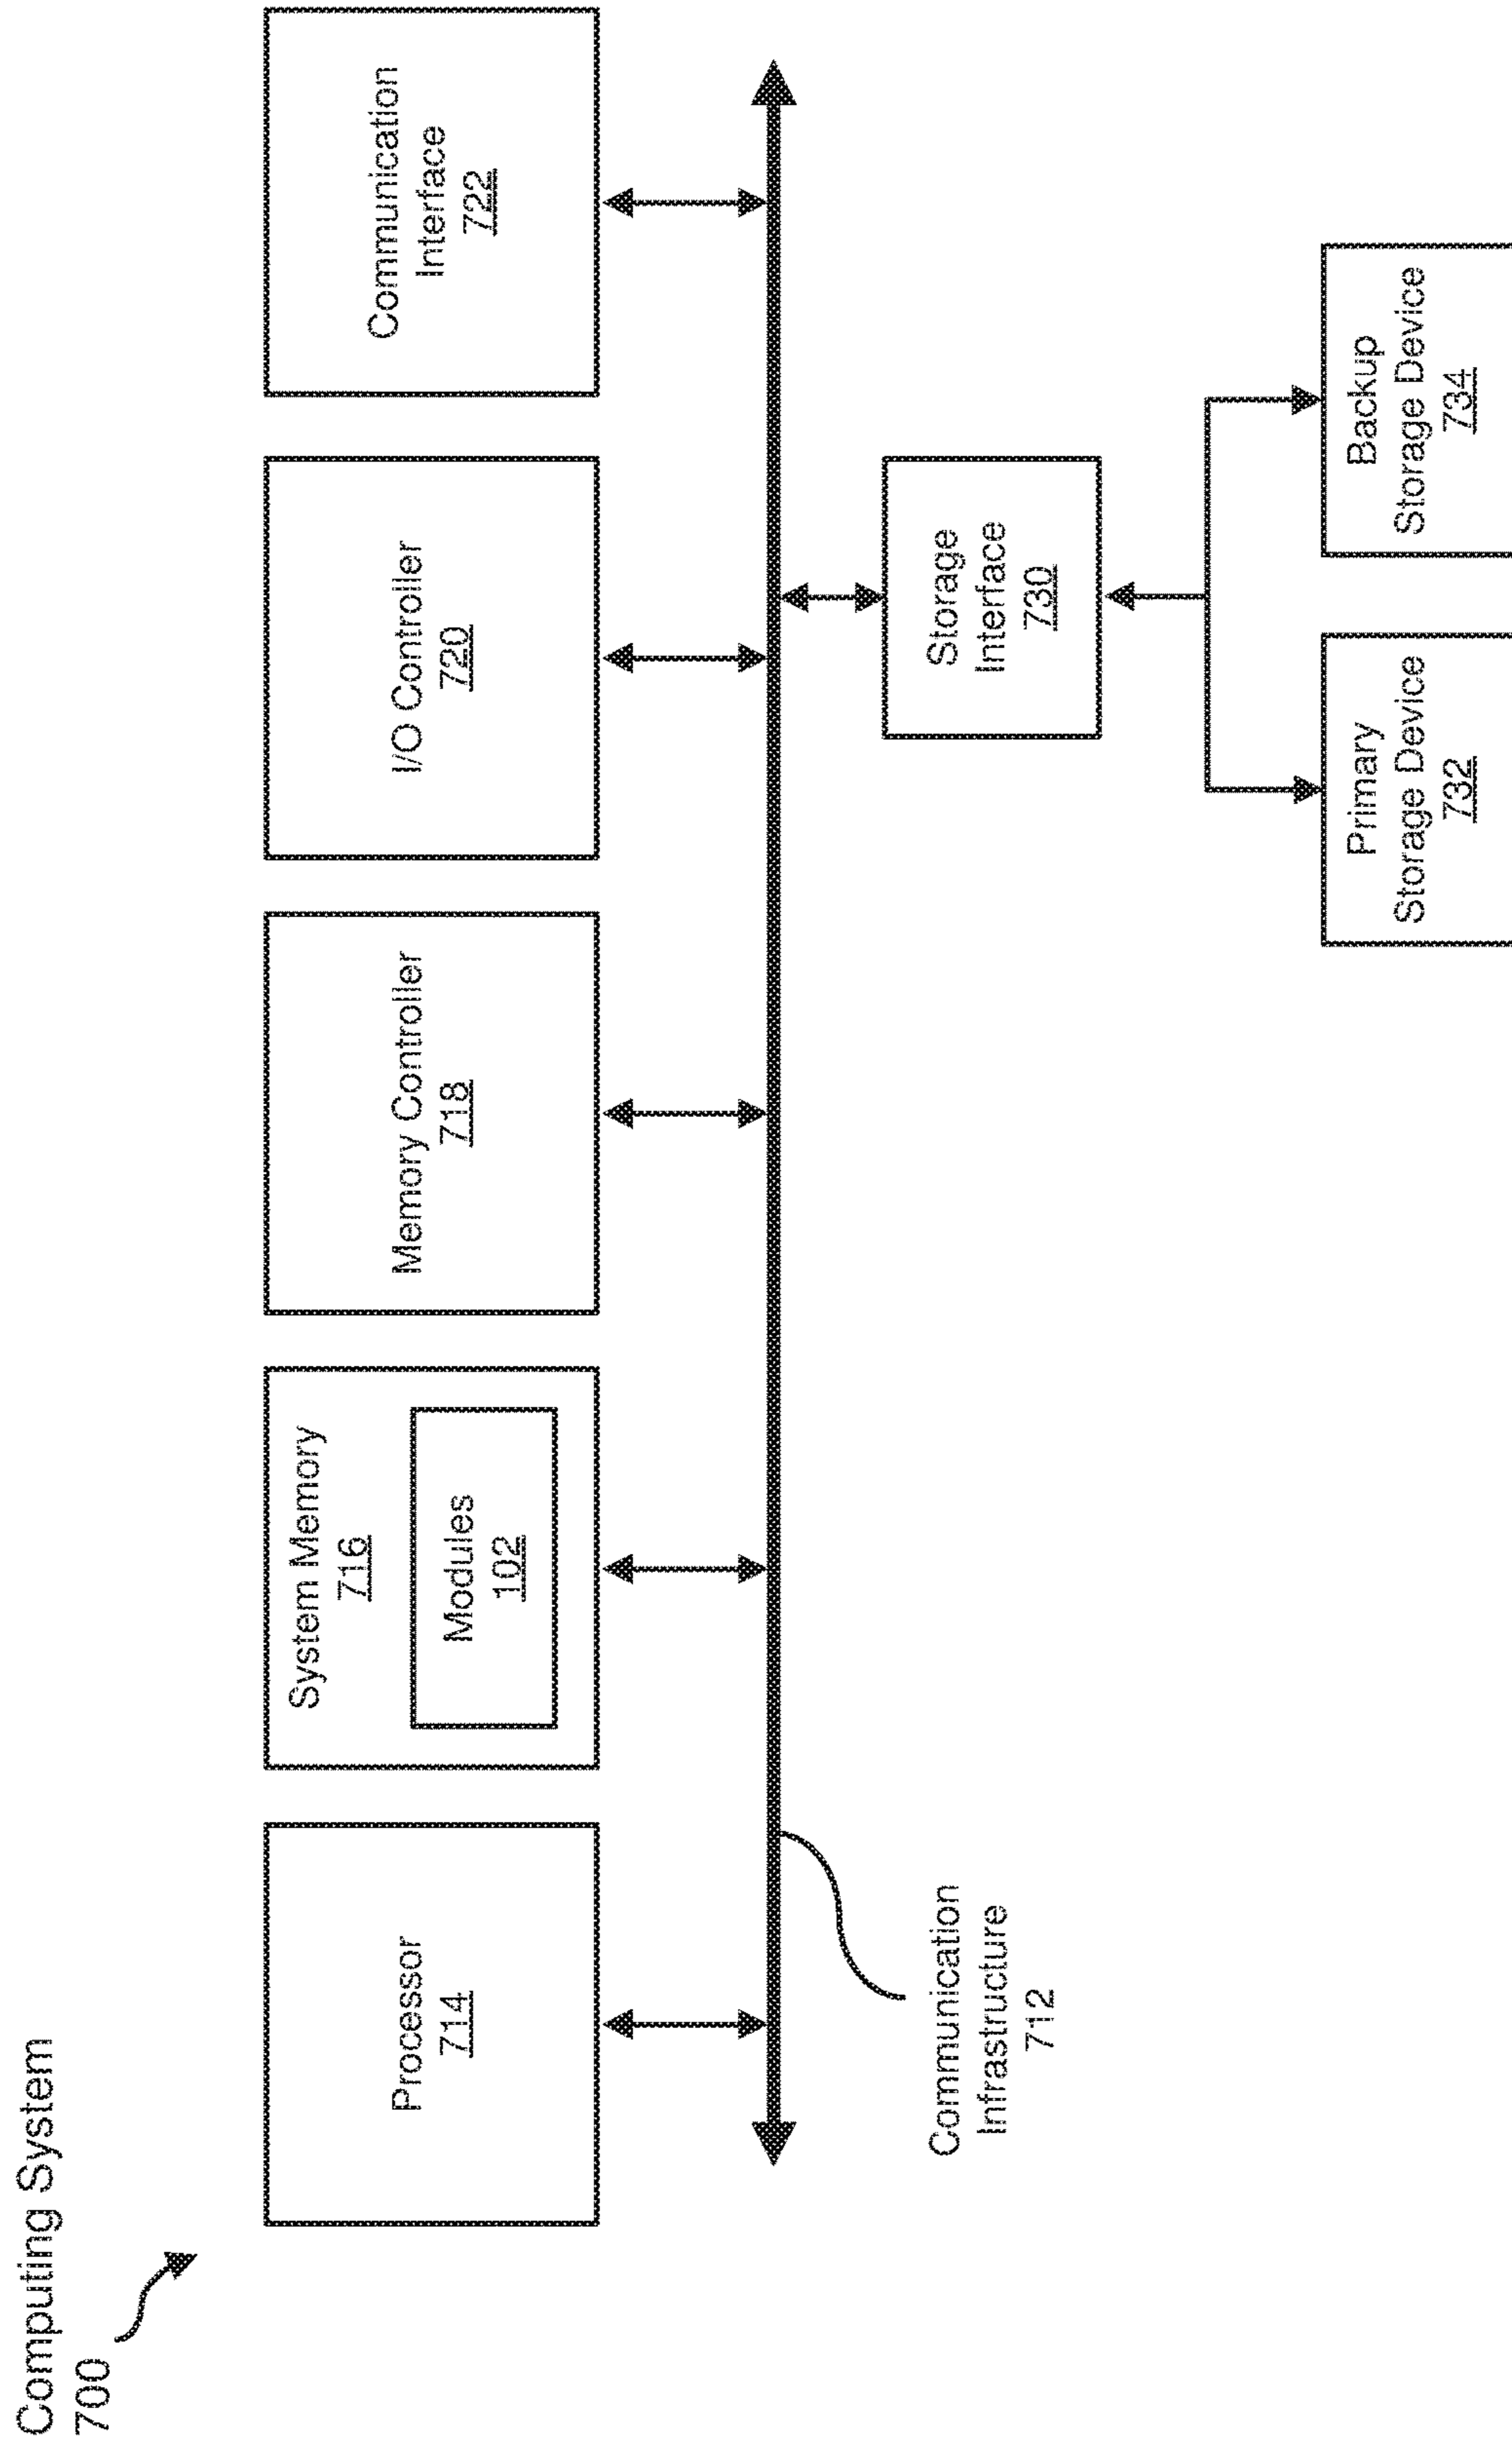 Computing System
700
Processor
714
System Memory
716
Modules
102
Memory Controller
718
I/O Controller
720
Communication
Interface
722
Communication
Infrastructure
712
Storage
Interface
730
Primary
Storage Device
732
Backup
Storage Device
734